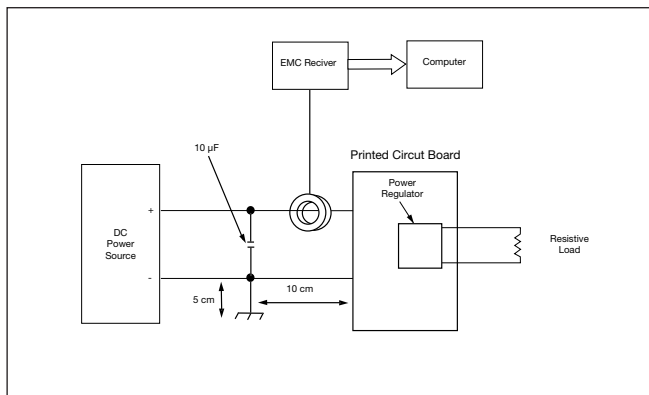 EMC Reciver
Computer
10 µF
Printed Circut Board
Power
Regulator
+
DC
Power
Source
-
Resistive
Load
10 cm
5 cm